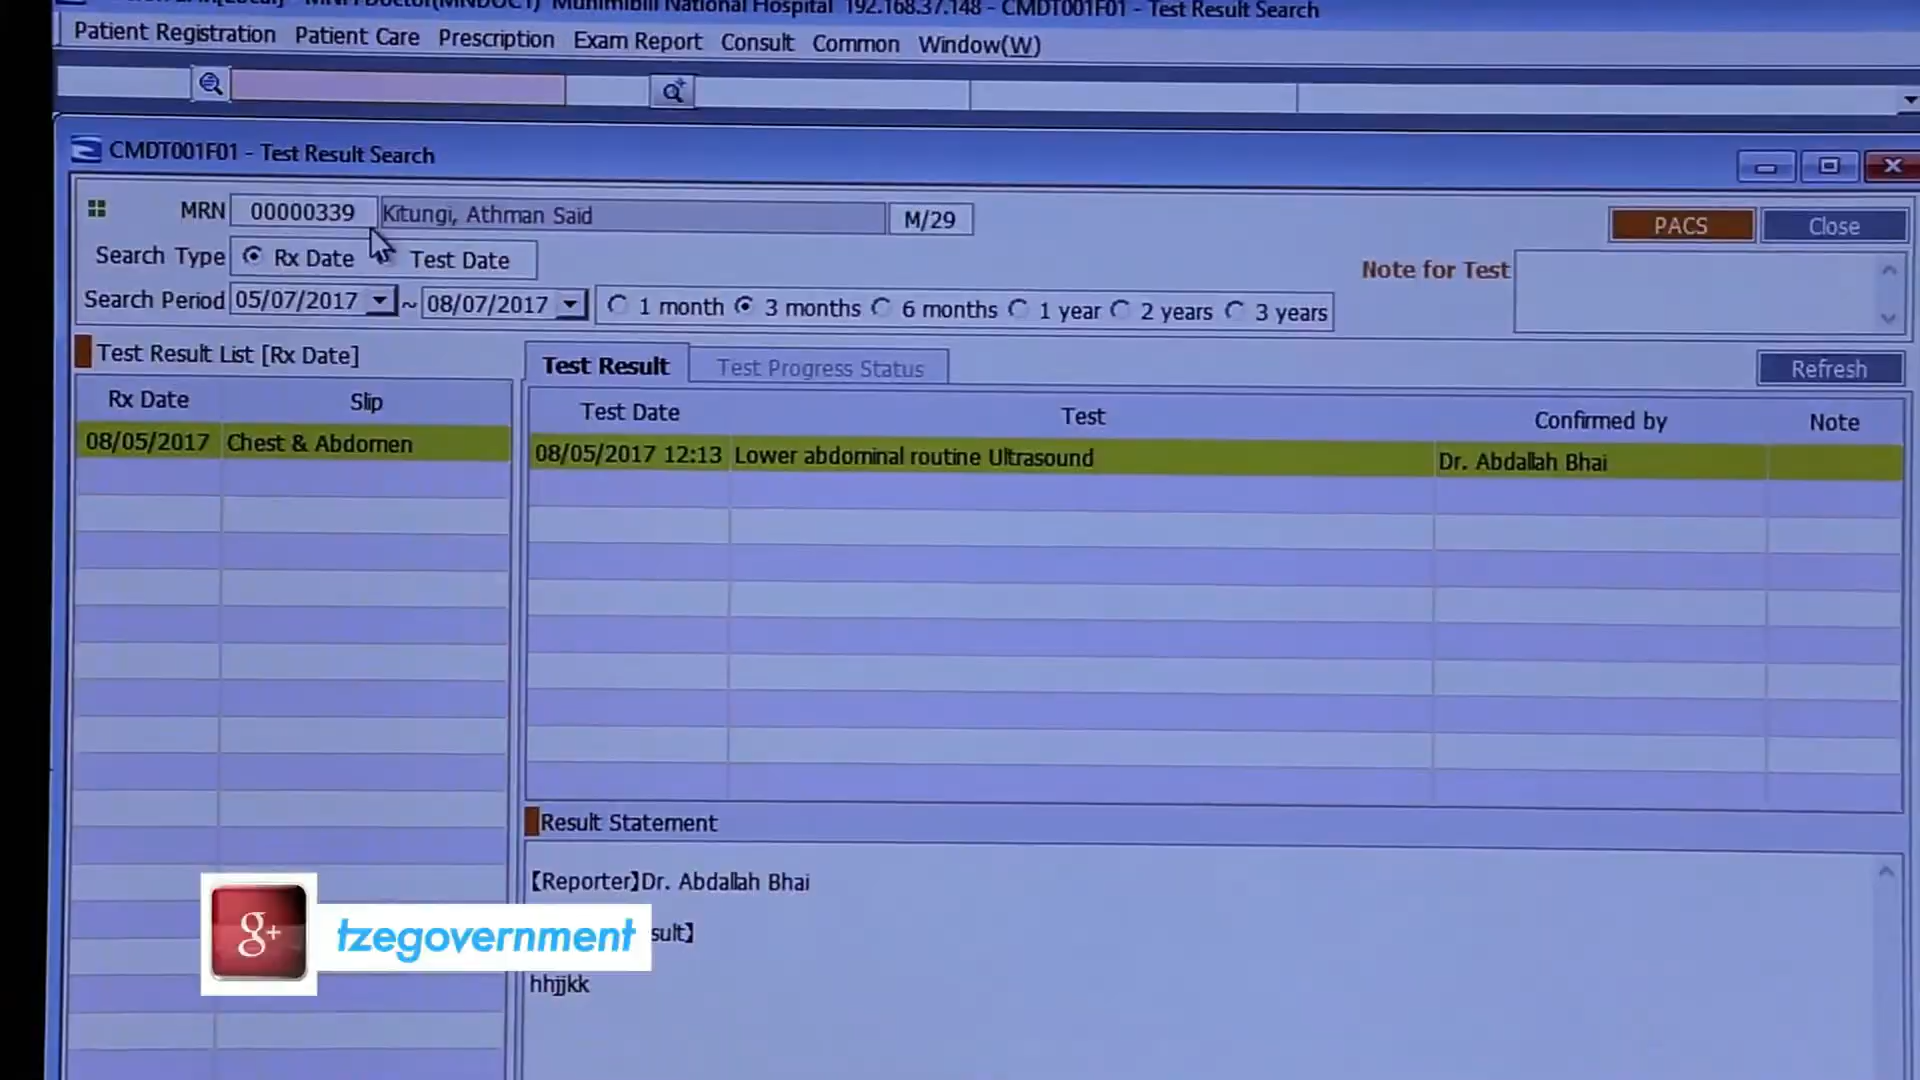 National Hospital 192.168.37.148 - CMDT001F01 - Test Result Search
Patient Registration Patient Care Prescription Exam Report Consult Common Window(W)
CMDT001F01 - Test Result Search
MRN 00000339 Kitungi, Athman Said M/29 PACS Close
Search Type Rx Date Test Date Note for Test
Search Period 05/07/2017 ~ 08/07/2017 1 month 3 months 6 months 1 year 2 years 3 years
Test Result List [Rx Date] Test Result Test Progress Status Refresh
Rx Date Slip Test Date Test Confirmed by Note
08/05/2017 Chest & Abdomen 08/05/2017 12:13 Lower abdominal routine Ultrasound Dr. Abdallah Bhai
Result Statement
【Reporter】Dr. Abdallah Bhai
g+ tzegovernment sult】
hhjjkk